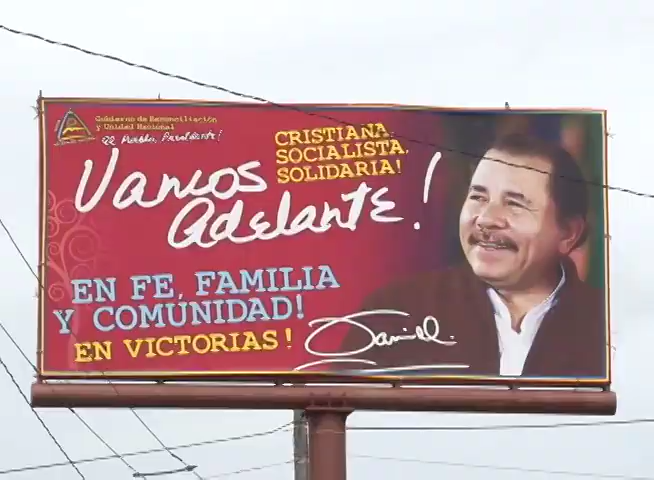 Gobierno de Reconciliación
y Unidad Nacional
El Pueblo, Presidente!
CRISTIANA,
SOCIALISTA,
SOLIDARIA!
Vamos
adelante!
EN FE, FAMILIA
Y COMUNIDAD!
EN VICTORIAS!
Daniel.